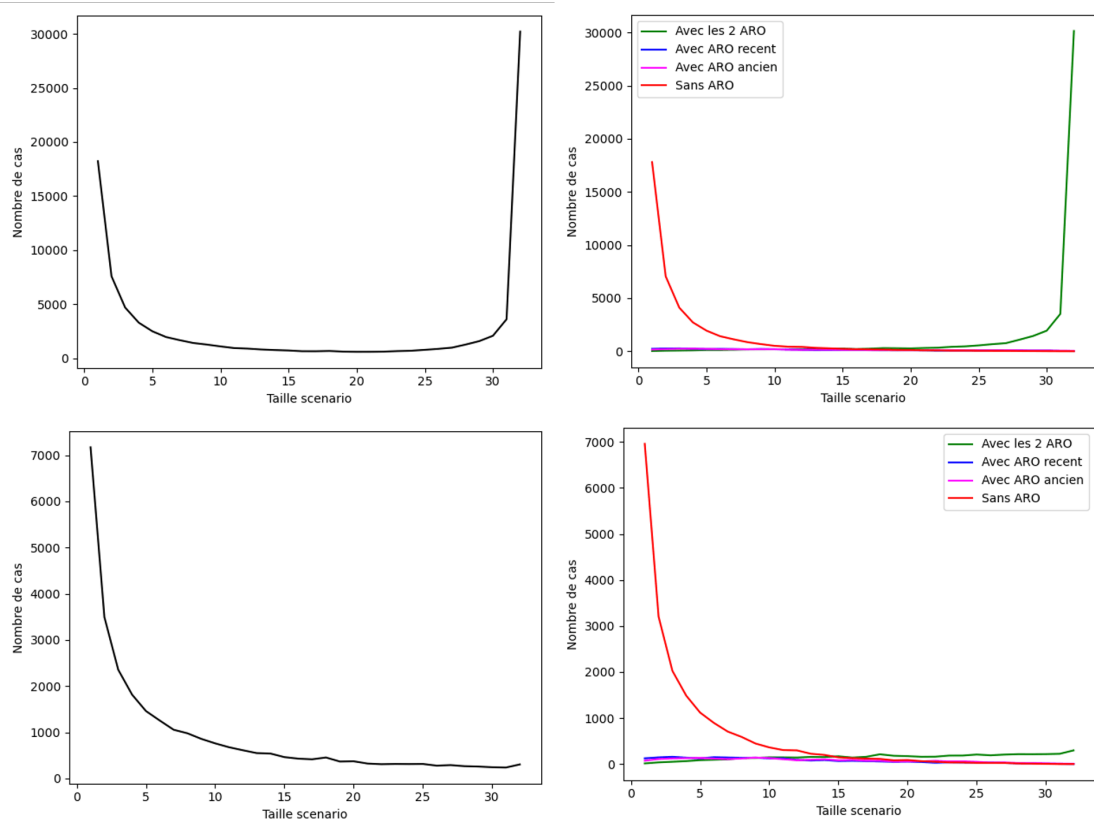 30000
25000
20000
15000
10000
5000
0
Nombre de cas
0 5 10 15 20 25 30
Taille scenario
Avec les 2 ARO
Avec ARO recent
Avec ARO ancien
Sans ARO
30000
25000
20000
15000
10000
5000
0
Nombre de cas
0 5 10 15 20 25 30
Taille scenario
7000
6000
5000
4000
3000
2000
1000
0
Nombre de cas
0 5 10 15 20 25 30
Taille scenario
Avec les 2 ARO
Avec ARO recent
Avec ARO ancien
Sans ARO
7000
6000
5000
4000
3000
2000
1000
0
Nombre de cas
0 5 10 15 20 25 30
Taille scenario